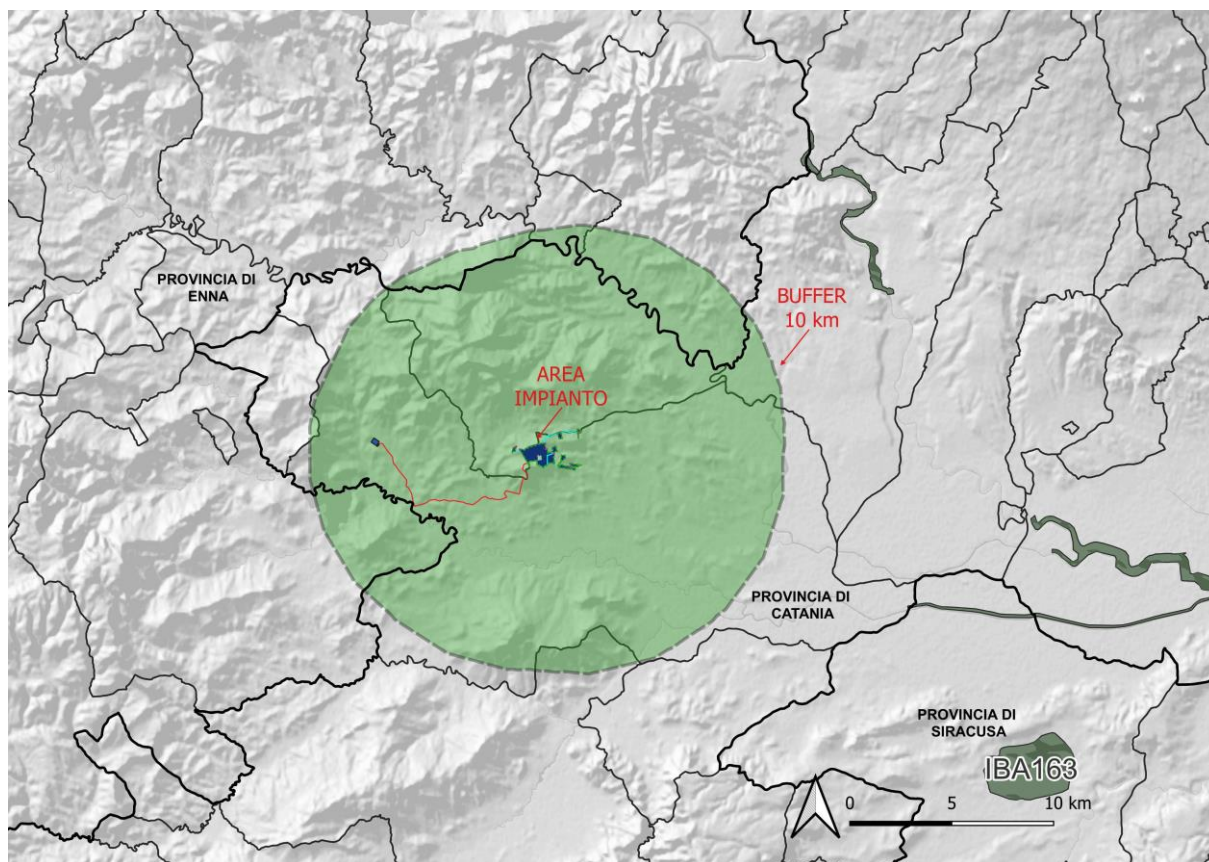 PROVINCIA DI
ENNA
BUFFER
10 km
AREA
IMPIANTO
PROVINCIA DI
CATANIA
PROVINCIA DI
SIRACUSA
IBA163
0 5 10 km